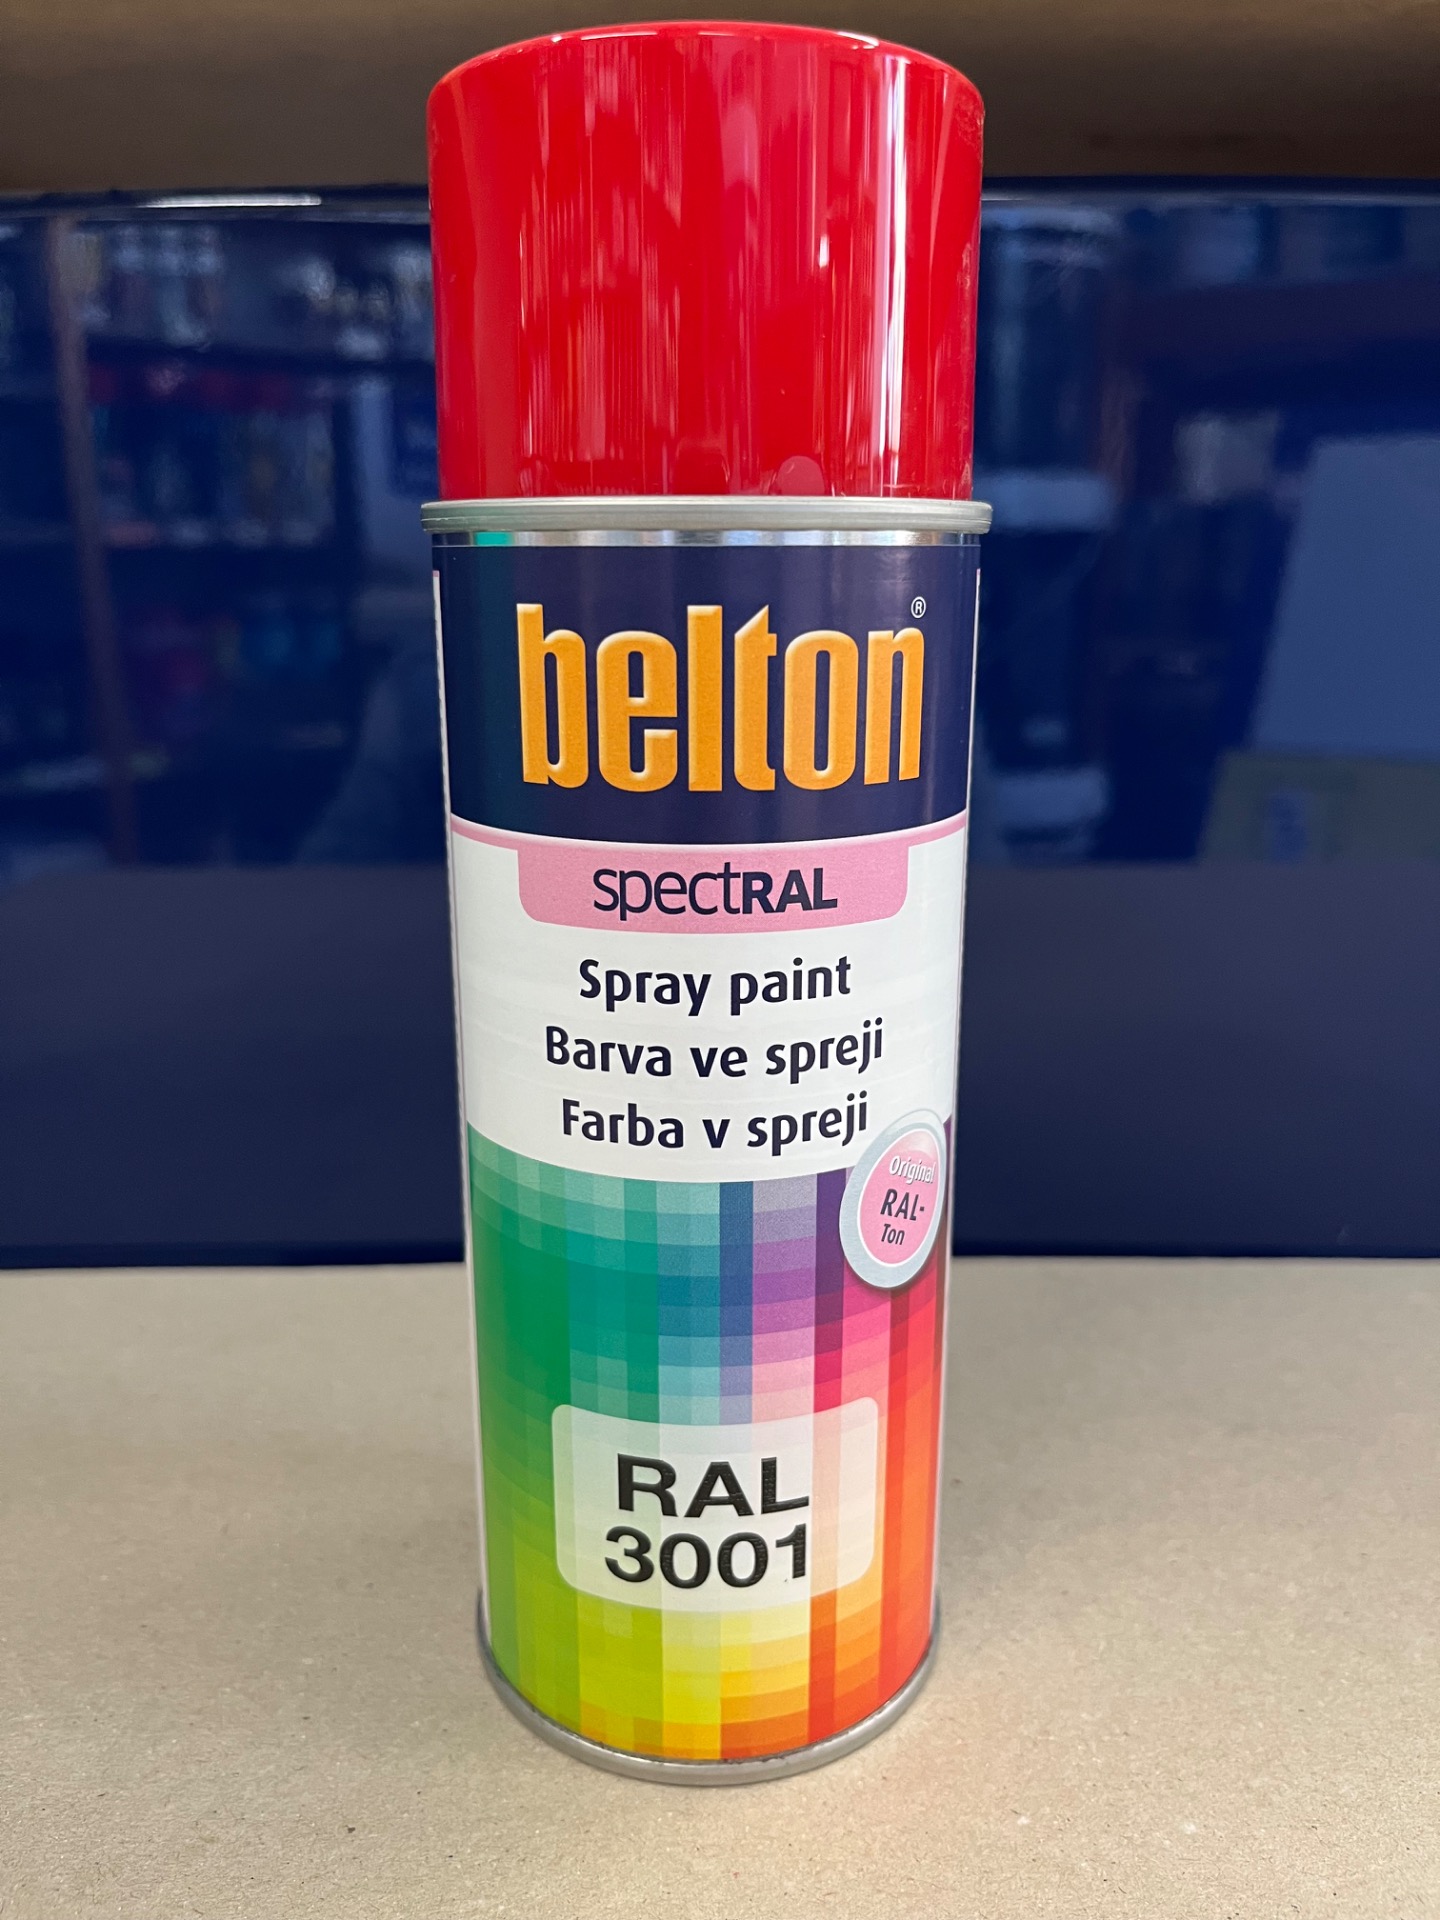 belton®
spectRAL
Spray paint
Barva ve spreji
Farba v spreji
Original
RAL-
Ton
RAL
3001